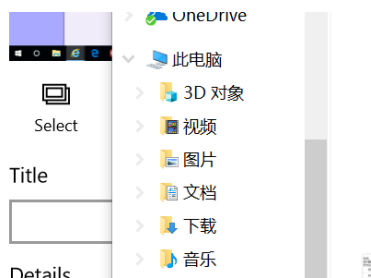 OneDrive
此电脑
3D 对象
Select
视频
图片
Title
文档
下载
音乐
Details